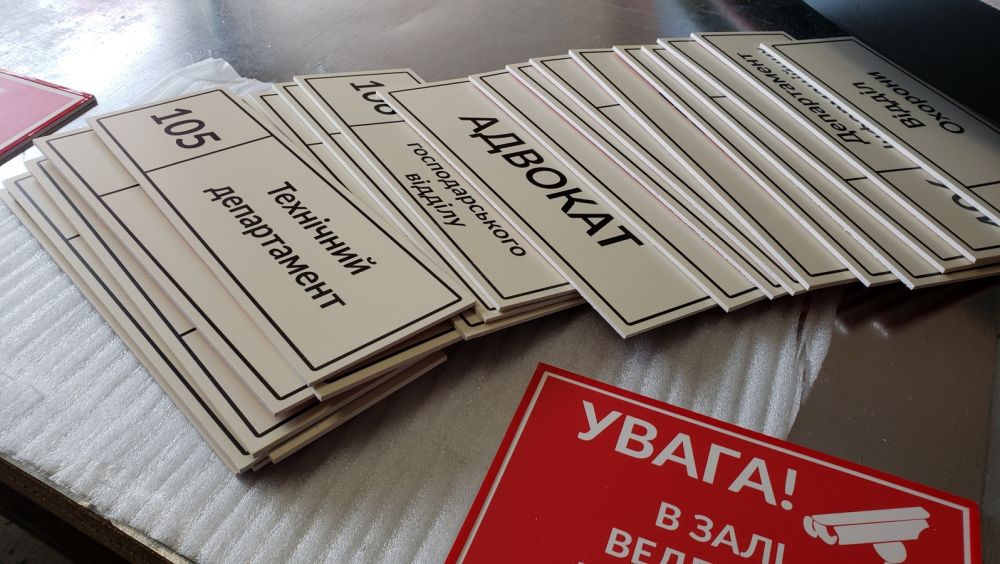 105
Технічний
департамент
господарського
відділу
АДВОКАТ
Департамент
Відділ
Охорони
УВАГА!
В ЗАЛІ